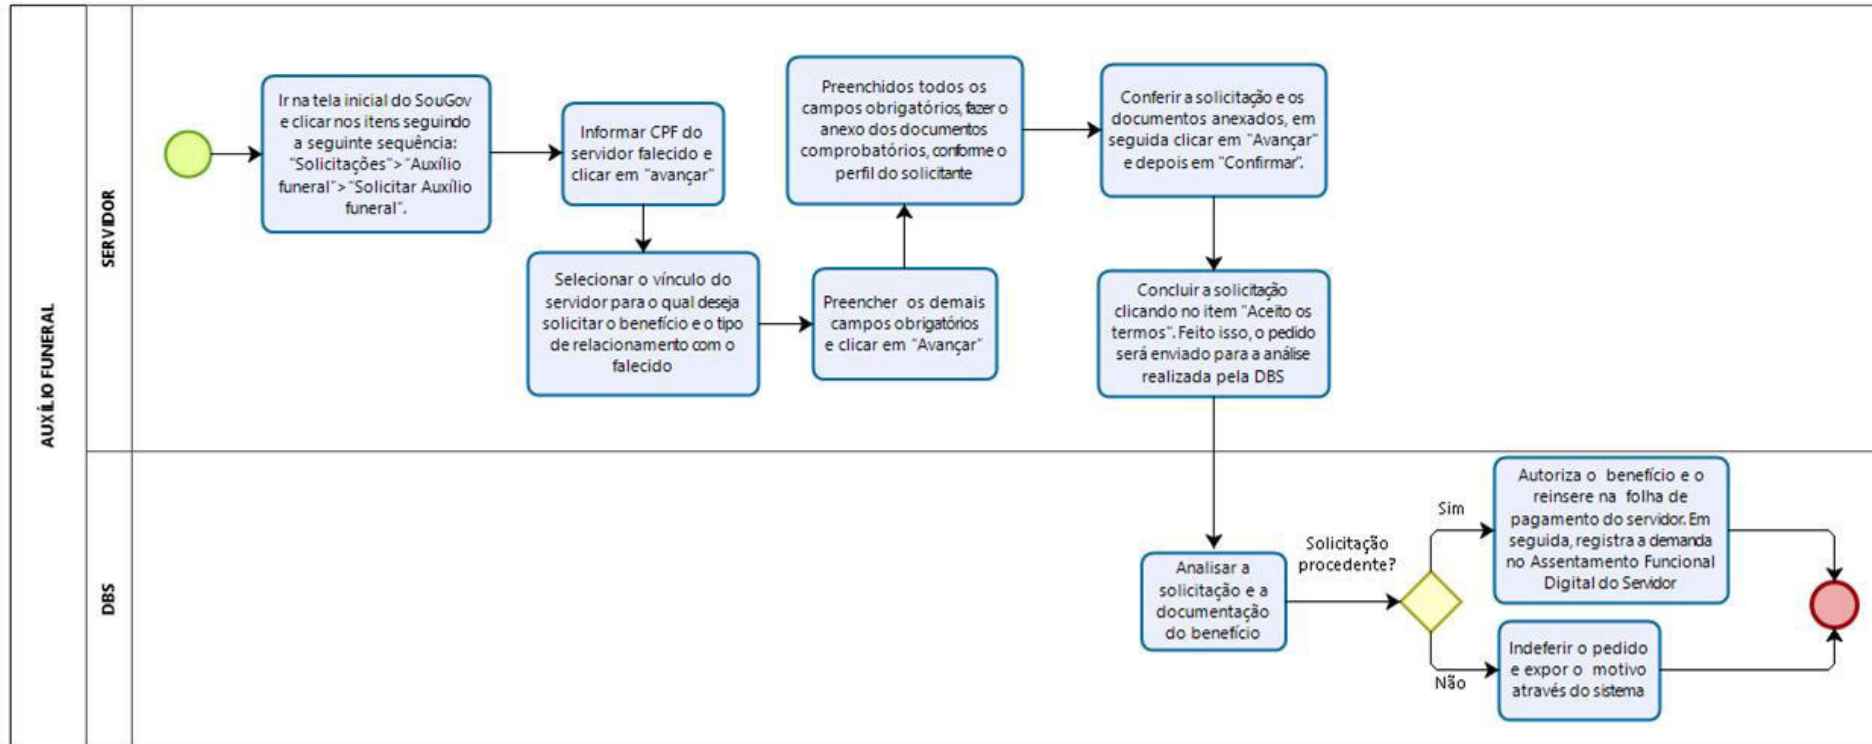 AUXÍLIO FUNERAL
SERVIDOR
Ir na tela inicial do SouGov
e clicar nos itens seguindo
a seguinte sequência:
"Solicitações">"Auxílio
funeral">"Solicitar Auxílio
funeral".
Informar CPF do
servidor falecido e
clicar em "avançar"
Selecionar o vínculo do
servidor para o qual deseja
solicitar o benefício e o tipo
de relacionamento com o
falecido
Preencher os demais
campos obrigatórios
e clicar em "Avançar"
Preenchidos todos os
campos obrigatórios, fazer o
anexo dos documentos
comprobatórios, conforme o
perfil do solicitante
Conferir a solicitação e os
documentos anexados, em
seguida clicar em "Avançar"
e depois em "Confirmar".
Concluir a solicitação
clicando no item "Aceito os
termos". Feito isso, o pedido
será enviado para a análise
realizada pela DBS
DBS
Analisar a
solicitação e a
documentação
do benefício
Solicitação
procedente?
Sim
Autoriza o benefício e o
reinsere na folha de
pagamento do servidor. Em
seguida, registra a demanda
no Assentamento Funcional
Digital do Servidor
Não
Indeferir o pedido
e expor o motivo
através do sistema